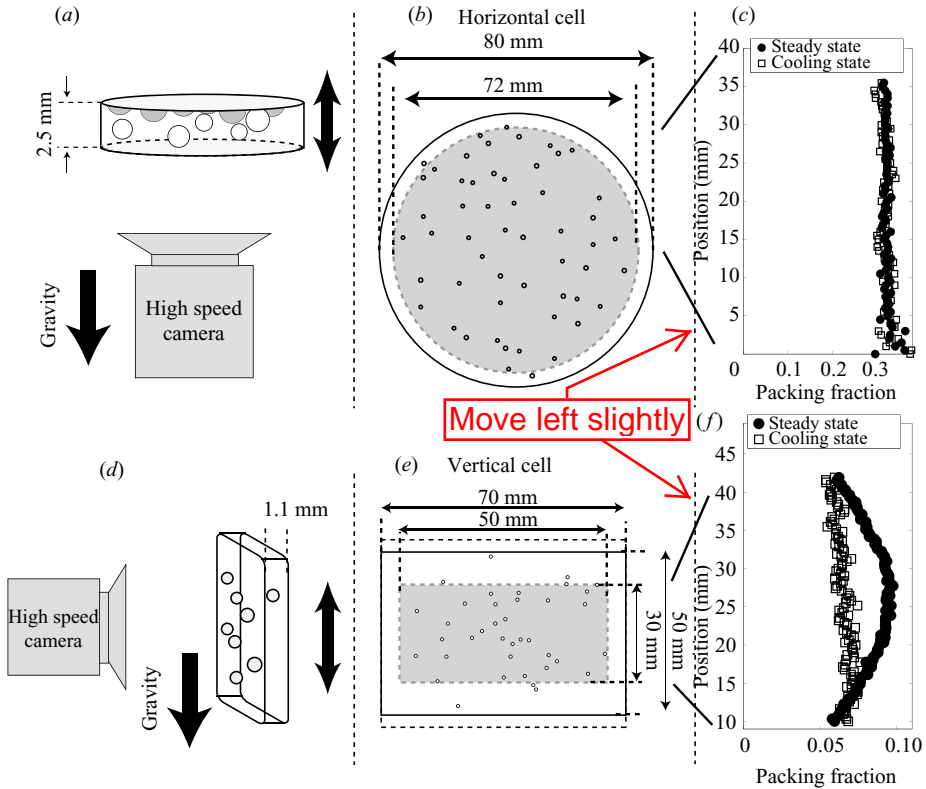 (a)
2.5 mm
Gravity
High speed
camera
(b) Horizontal cell
80 mm
72 mm
(c)
Steady state
Cooling state
Position (mm)
40
35
30
25
20
15
10
5
0 0.1 0.2 0.3 0
Packing fraction
Move left slightly
(d)
1.1 mm
High speed
camera
Gravity
(e) Vertical cell
70 mm
50 mm
30 mm
50 mm
(f)
Steady state
Cooling state
Position (mm)
45
40
35
30
25
20
15
10
0 0.05 0.10
Packing fraction